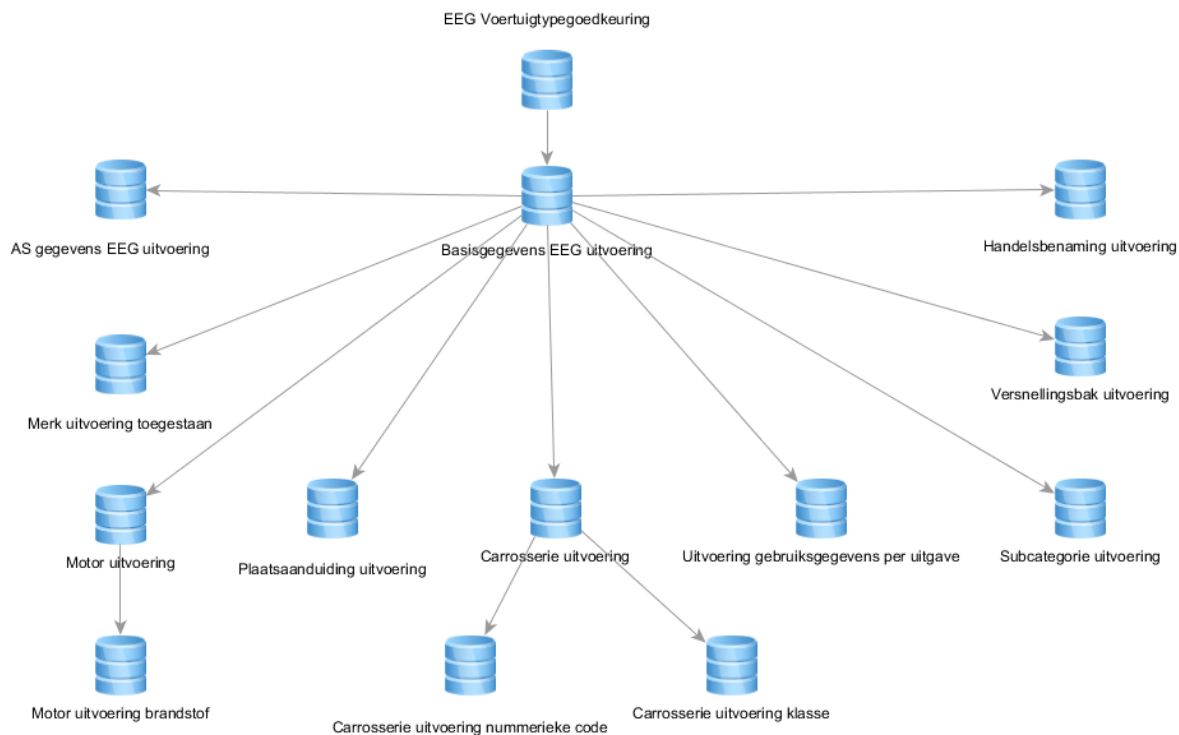 EEG Voertuigtypegoedkeuring
AS gegevens EEG uitvoering
Basisgegevens EEG uitvoering
Handelsbenaming uitvoering
Merk uitvoering toegestaan
Versnellingsbak uitvoering
Motor uitvoering
Plaatsaanduiding uitvoering
Carrosserie uitvoering
Uitvoering gebruiksgegevens per uitgave
Subcategorie uitvoering
Motor uitvoering brandstof
Carrosserie uitvoering nummerieke code
Carrosserie uitvoering klasse